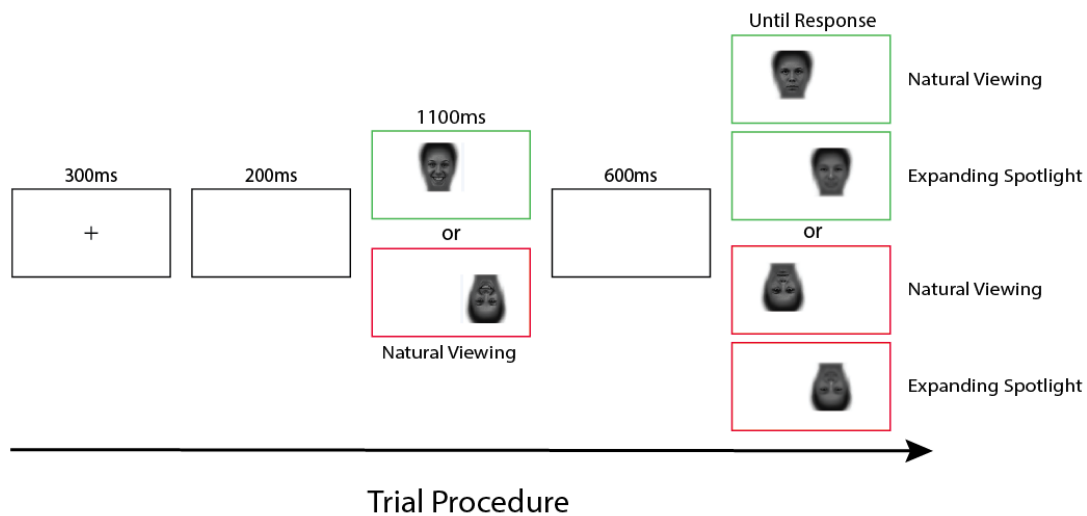 300ms
200ms
1100ms
or
Natural Viewing
600ms
Until Response
Natural Viewing
Expanding Spotlight
or
Natural Viewing
Expanding Spotlight
Trial Procedure